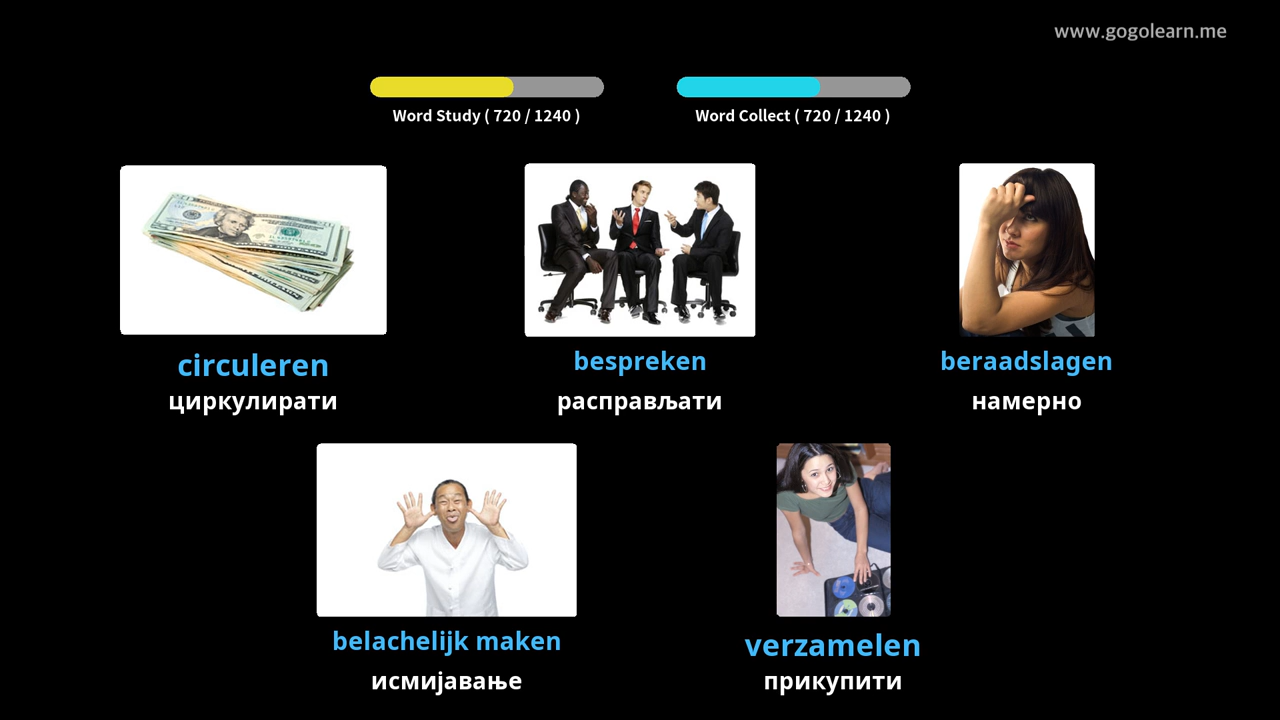 www.gogolearn.me
Word Study ( 720 / 1240 )
Word Collect ( 720 / 1240 )
circuleren
циркулирати
bespreken
расправљати
beraadslagen
намерно
belachelijk maken
исмијавање
verzamelen
прикупити